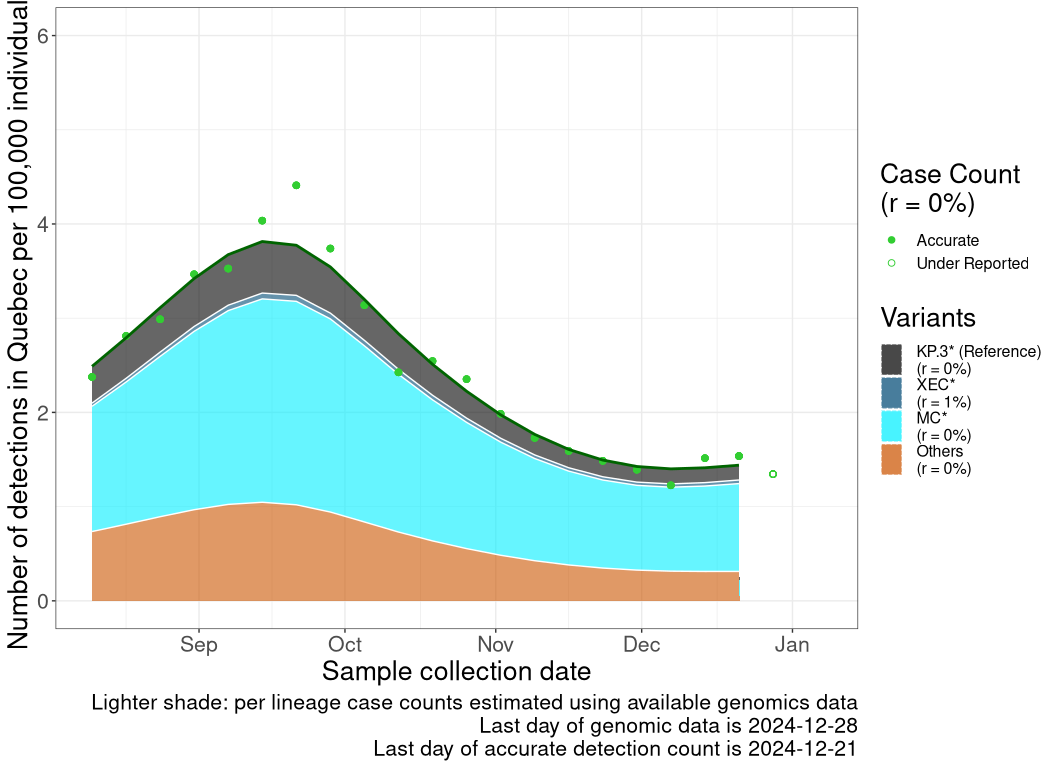 Number of detections in Quebec per 100,000 individual
6
4
2
0
Sep Oct Nov Dec Jan
Sample collection date
Lighter shade: per lineage case counts estimated using available genomics data
Last day of genomic data is 2024-12-28
Last day of accurate detection count is 2024-12-21
Case Count
(r = 0%)
Accurate
Under Reported
Variants
KP.3* (Reference)
(r = 0%)
XEC*
(r = 1%)
MC*
(r = 0%)
Others
(r = 0%)